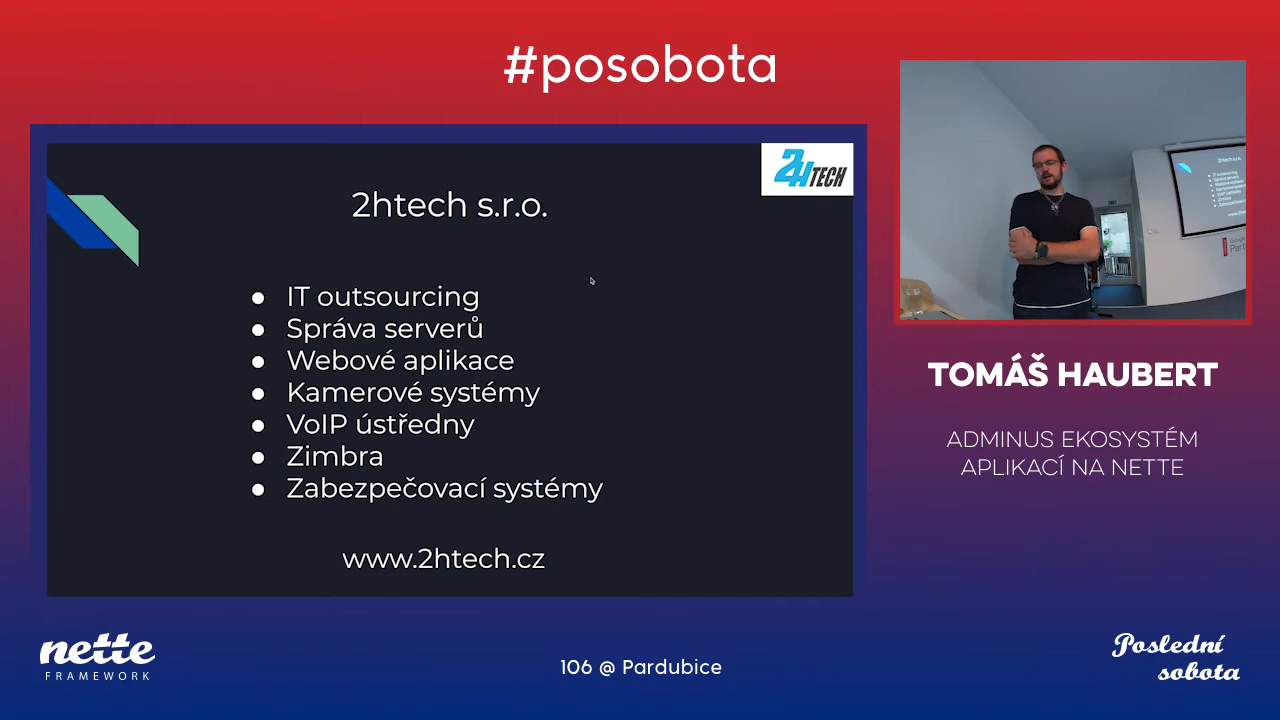 #posobota
2HTECH
2htech s.r.o.
● IT outsourcing
● Správa serverů
● Webové aplikace
● Kamerové systémy
● VoIP ústředny
● Zimbra
● Zabezpečovací systémy
www.2htech.cz
TOMÁŠ HAUBERT
ADMINUS EKOSYSTÉM
APLIKACÍ NA NETTE
nette
FRAMEWORK
106 @ Pardubice
Poslední
sobota